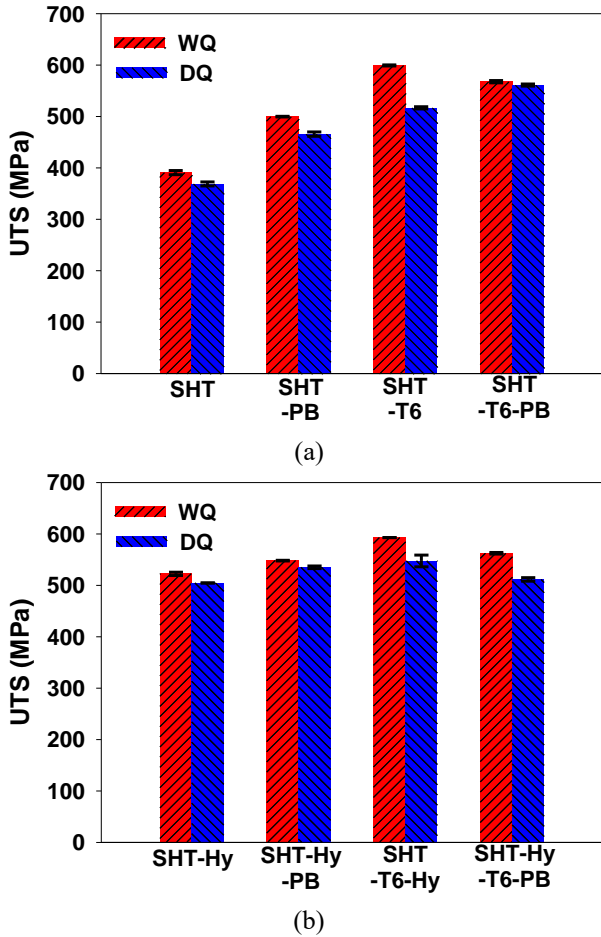 700
WQ
600
DQ
500
400
300
200
100
0
UTS (MPa)
SHT
SHT
-PB
SHT
-T6
SHT
-T6-PB
(a)
700
WQ
600
DQ
500
400
300
200
100
0
UTS (MPa)
SHT-Hy
SHT-Hy
-PB
SHT
-T6-Hy
SHT-Hy
-T6-PB
(b)